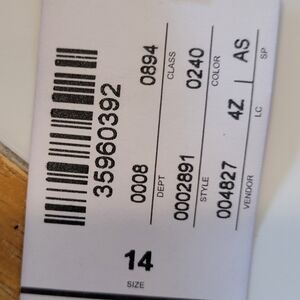 35960392
0008 0894
DEPT CLASS
0002891 0240
STYLE COLOR
004827 4Z AS
VENDOR LC SP
14
SIZE